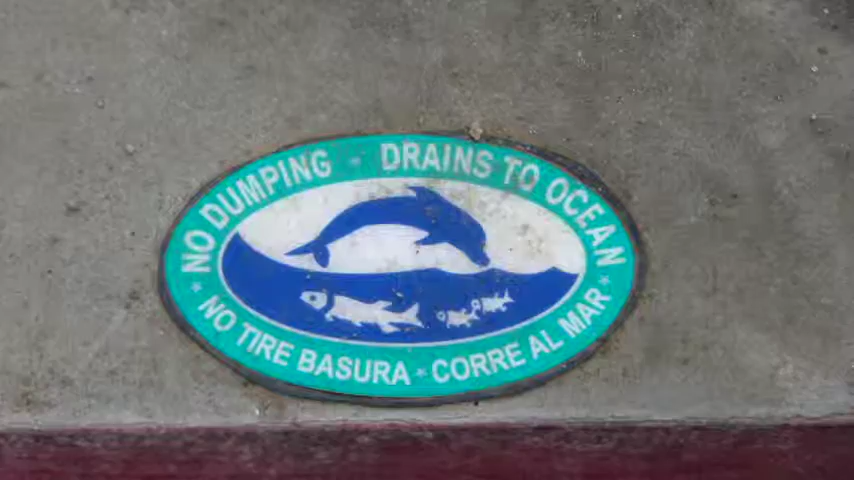 NO DUMPING * DRAINS TO OCEAN
* NO TIRE BASURA * CORRE AL MAR *